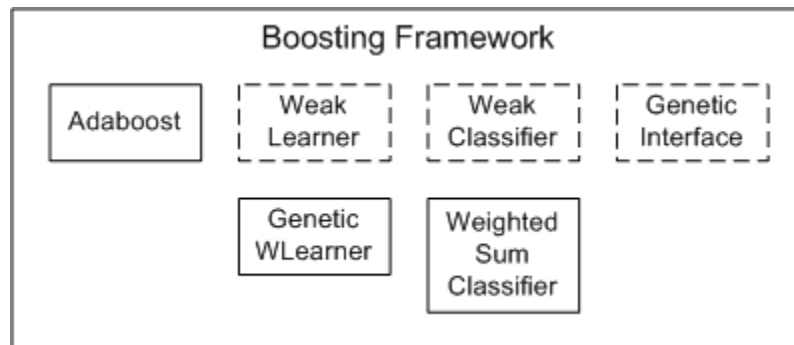 Boosting Framework
Adaboost
Weak
Learner
Weak
Classifier
Genetic
Interface
Genetic
WLearner
Weighted
Sum
Classifier